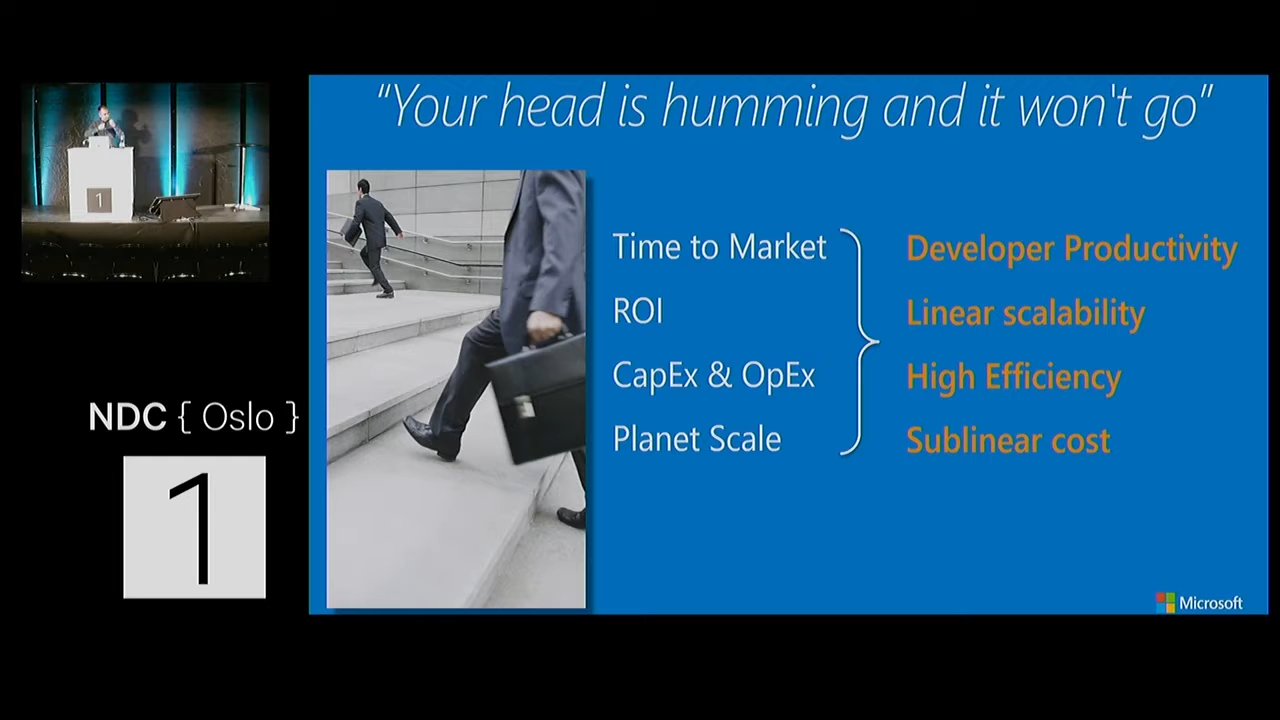 "Your head is humming and it won't go"
1
Time to Market
Developer Productivity
ROI
Linear scalability
CapEx & OpEx
High Efficiency
Planet Scale
Sublinear cost
NDC { Oslo }
1
Microsoft